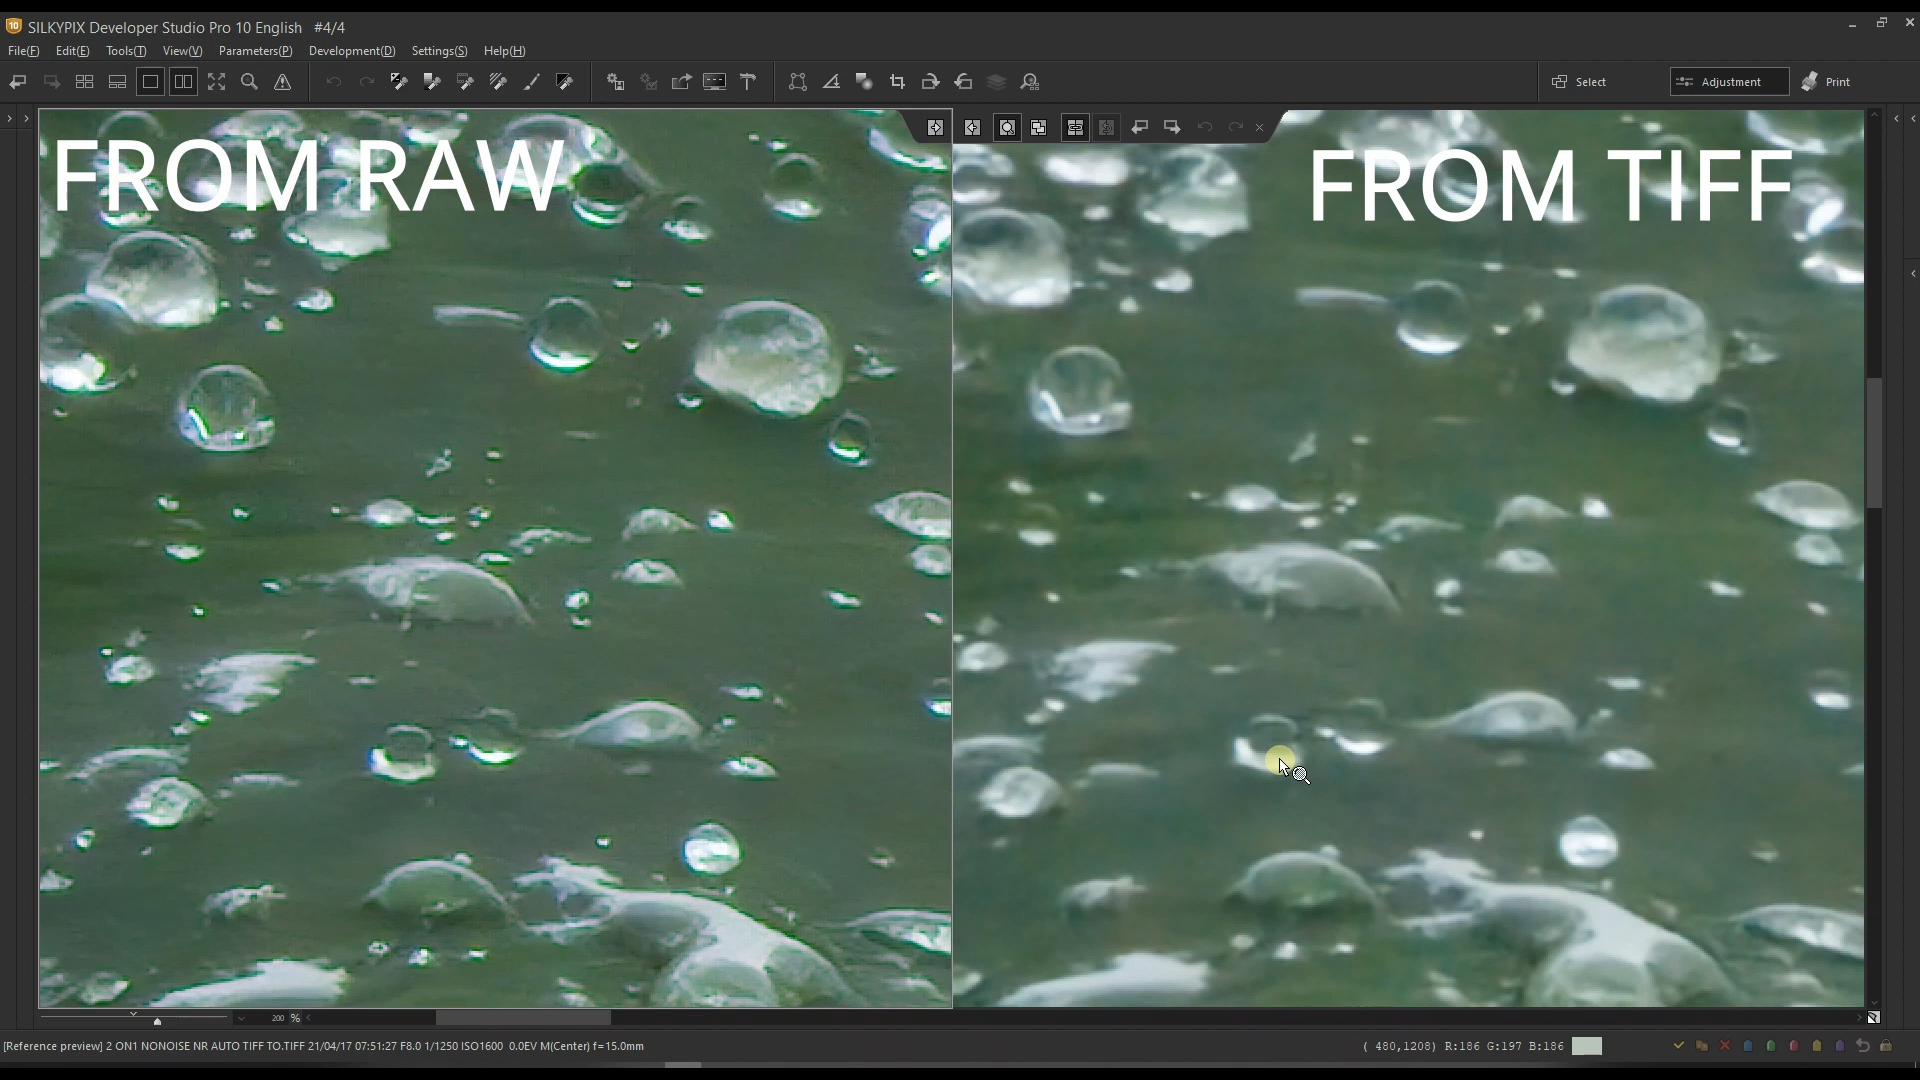 10 SILKYPIX Developer Studio Pro 10 English #4/4
File(F) Edit(E) Tools(T) View(V) Parameters(P) Development(D) Settings(S) Help(H)
Select Adjustment Print
FROM RAW
FROM TIFF
200 %
[Reference preview] 2 ON1 NONOISE NR AUTO TIFF TO.TIFF 21/04/17 07:51:27 F8.0 1/1250 ISO1600 0.0EV M(Center) f=15.0mm
( 480,1208) R:186 G:197 B:186